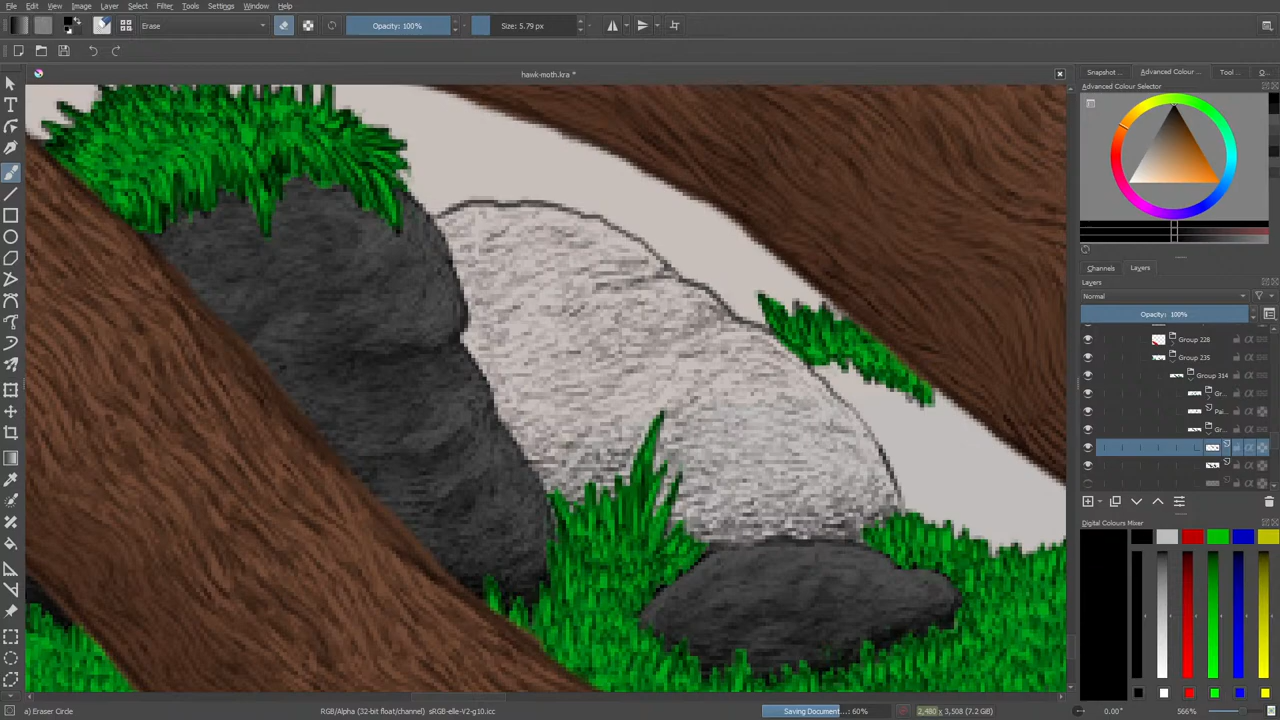 File Edit View Image Layer Select Filter Tools Settings Window Help
Erase Opacity: 100% Size: 5.79 px
hawk-moth.kra *
Snapshot ... Advanced Colour ... Tool ... O...
Advanced Colour Selector
Channels Layers
Layers
Normal
Opacity: 100%
Group 228
Group 235
Group 314
Gr...
Pai...
Gr...
Digital Colours Mixer
a) Eraser Circle RGB/Alpha (32-bit float/channel) sRGB-elle-V2-g10.icc Saving Document...: 60% 2,480 x 3,508 (7.2 GB) 0.00° 566%